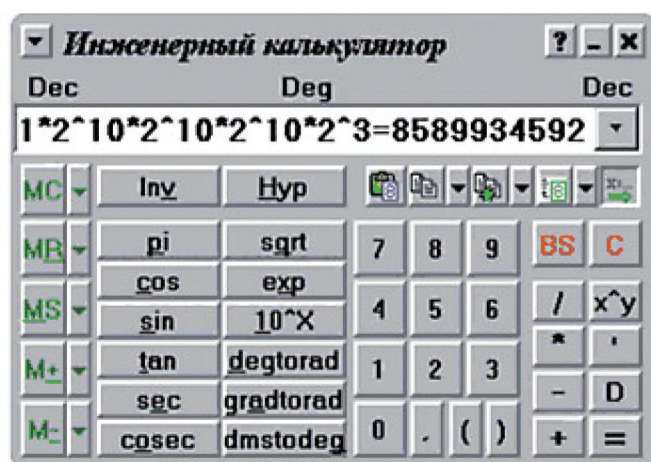 Инженерный калькулятор ? - x
Dec Deg Dec
1*2^10*2^10*2^10*2^3=8589934592
MC Inv Hyp
MR pi sqrt 7 8 9 BS C
cos exp
MS sin 10^X 4 5 6 / x^y
* '
M+ tan degtorad 1 2 3
- D
sec gradtorad
M- cosec dmstodeg 0 . ( ) + =